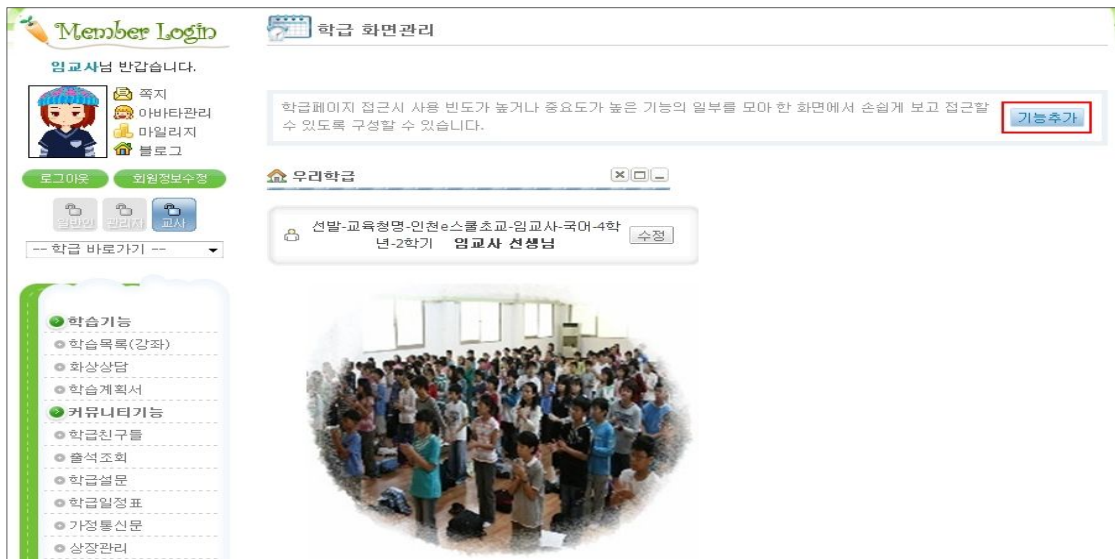 Member Login
임교사님 반갑습니다.
쪽지
아바타관리
마일리지
블로그
로그아웃 회원정보수정
일반인 관리자 교사
-- 학급 바로가기 --
학습기능
학습목록(강좌)
화상상담
학습계획서
커뮤니티기능
학급친구들
출석조회
학급설문
학급일정표
가정통신문
상장관리
학급 화면관리
학급페이지 접근시 사용 빈도가 높거나 중요도가 높은 기능의 일부를 모아 한 화면에서 손쉽게 보고 접근할
수 있도록 구성할 수 있습니다.
기능추가
우리학급
선발-교육청명-인천e스쿨초교-임교사-국어-4학
년-2학기 임교사 선생님
수정